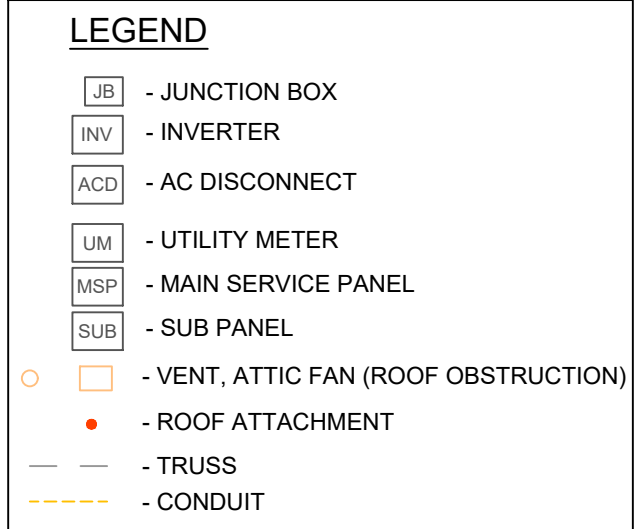 LEGEND
JB - JUNCTION BOX
INV - INVERTER
ACD - AC DISCONNECT
UM - UTILITY METER
MSP - MAIN SERVICE PANEL
SUB - SUB PANEL
- VENT, ATTIC FAN (ROOF OBSTRUCTION)
- ROOF ATTACHMENT
- TRUSS
- CONDUIT